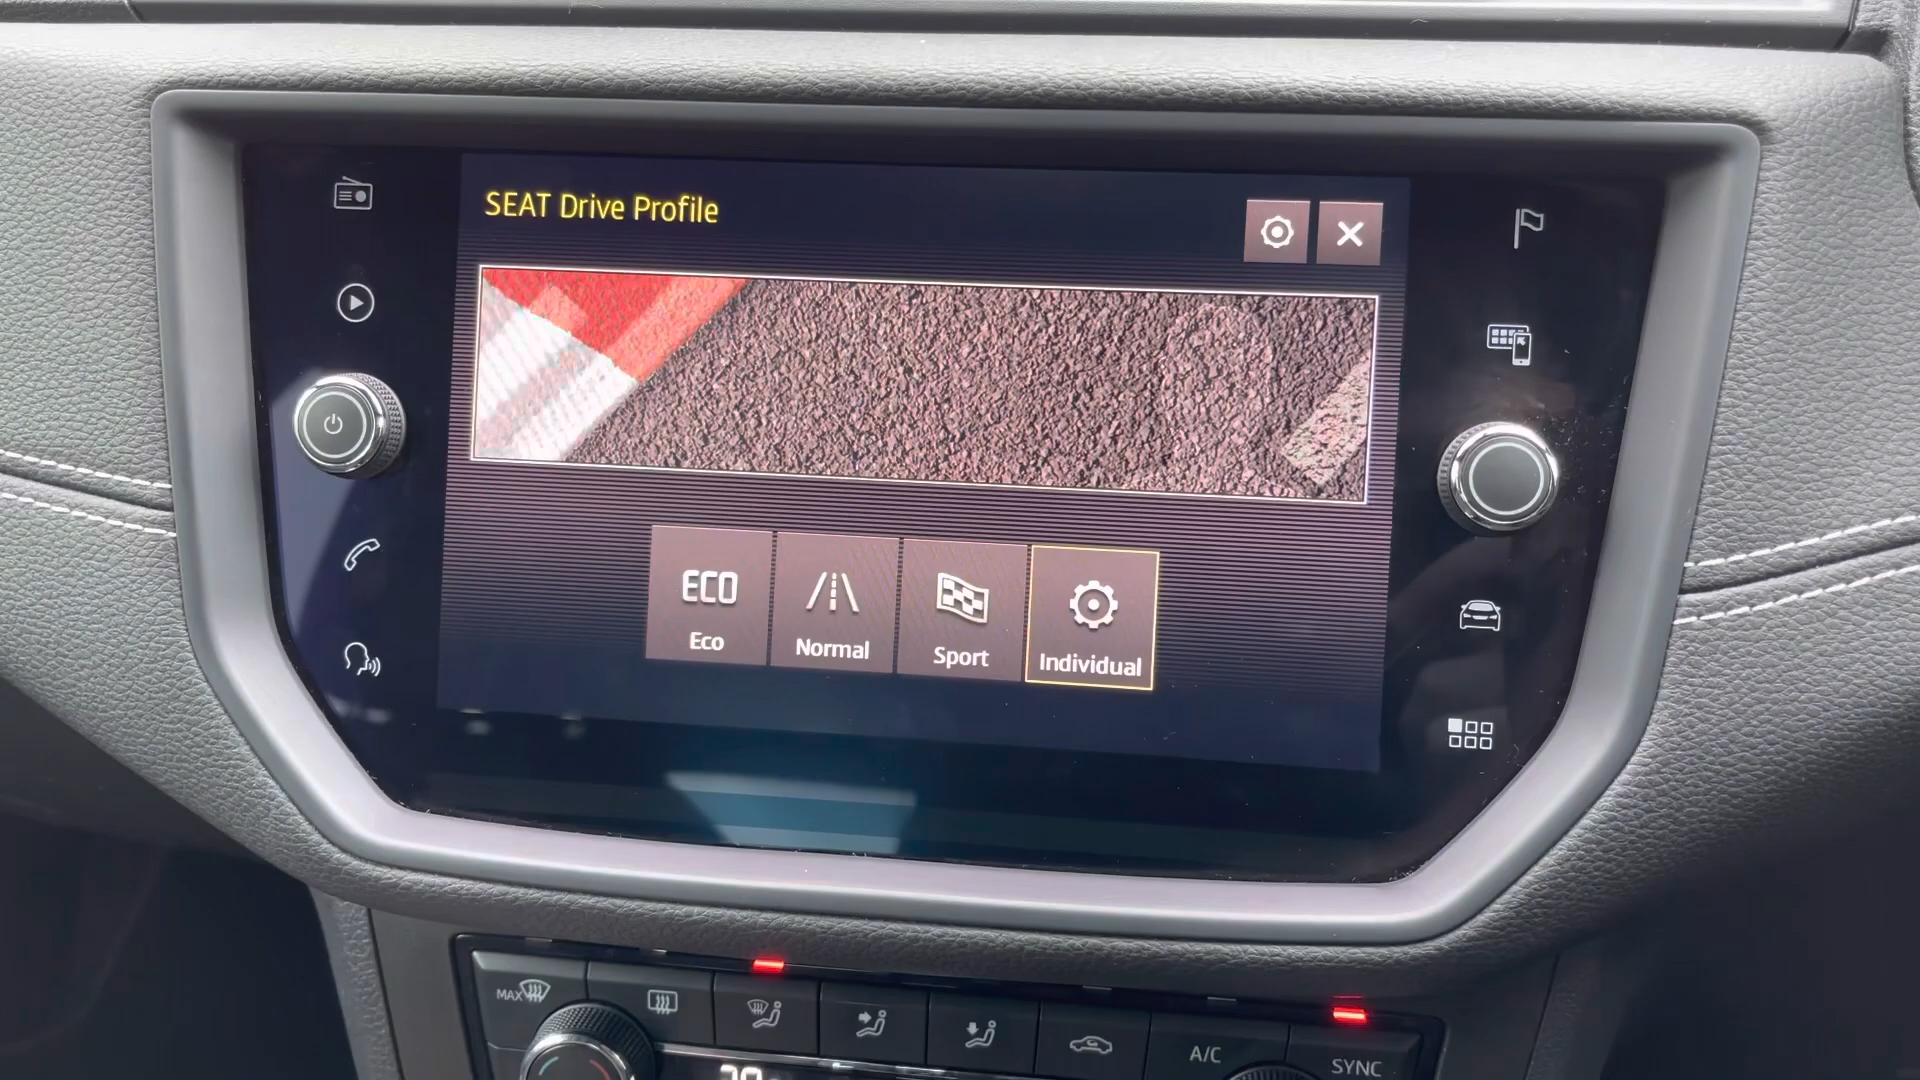 SEAT Drive Profile
ECO
Eco
Normal
Sport
Individual
MAX
A/C
SYNC